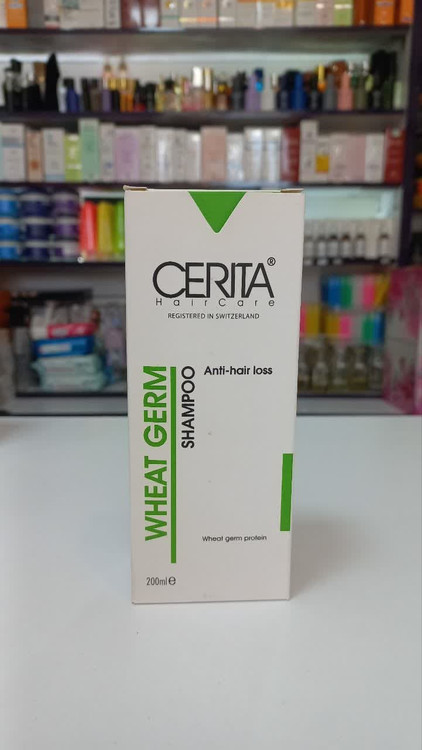 CERITA®
HairCare
REGISTERED IN SWITZERLAND
Anti-hair loss
WHEAT GERM
SHAMPOO
Wheat germ protein
200ml℮